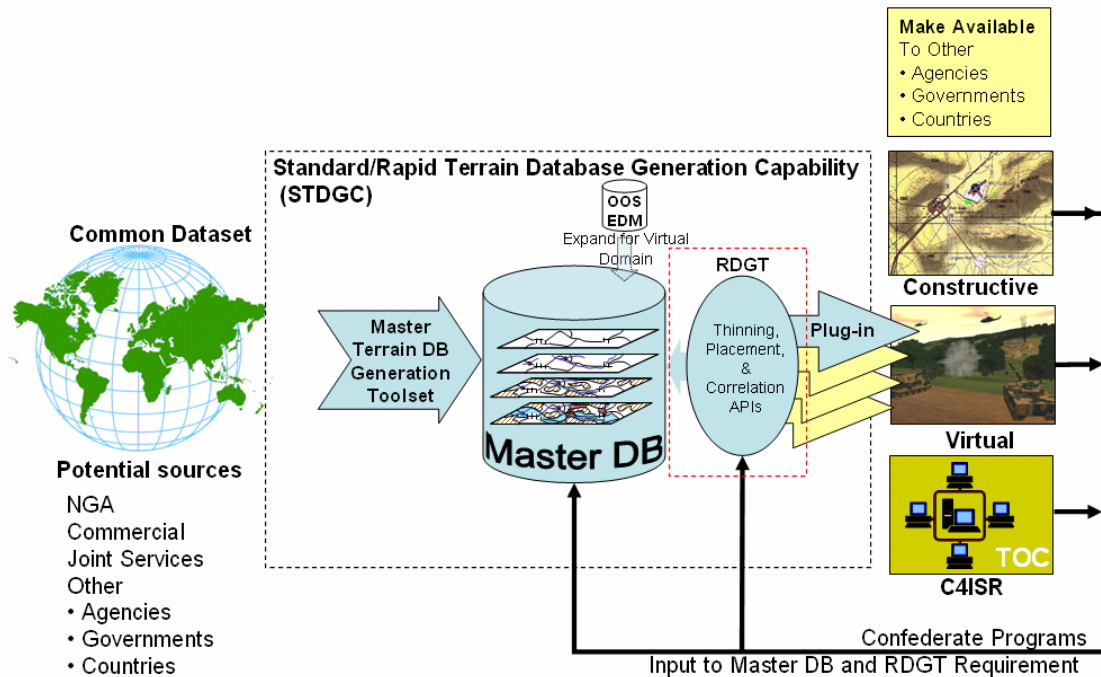 Make Available
To Other
• Agencies
• Governments
• Countries
Standard/Rapid Terrain Database Generation Capability
(STDGC)
OOS
EDM
Expand for Virtual
Domain
Common Dataset
RDGT
Constructive
Master
Terrain DB
Generation
Toolset
Thinning,
Placement,
&
Correlation
APIs
Plug-in
Master DB
Virtual
Potential sources
NGA
Commercial
Joint Services
Other
• Agencies
• Governments
• Countries
TOC
C4ISR
Confederate Programs
Input to Master DB and RDGT Requirement